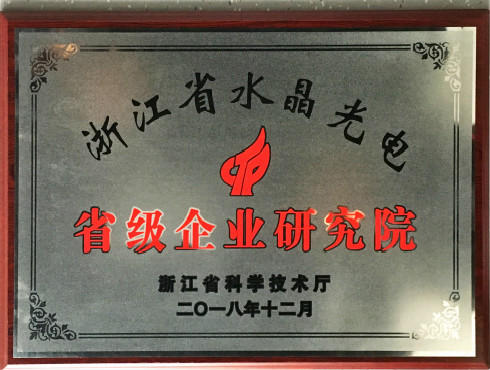 浙江省水晶光电
省级企业研究院
浙江省科学技术厅
二〇一八年十二月